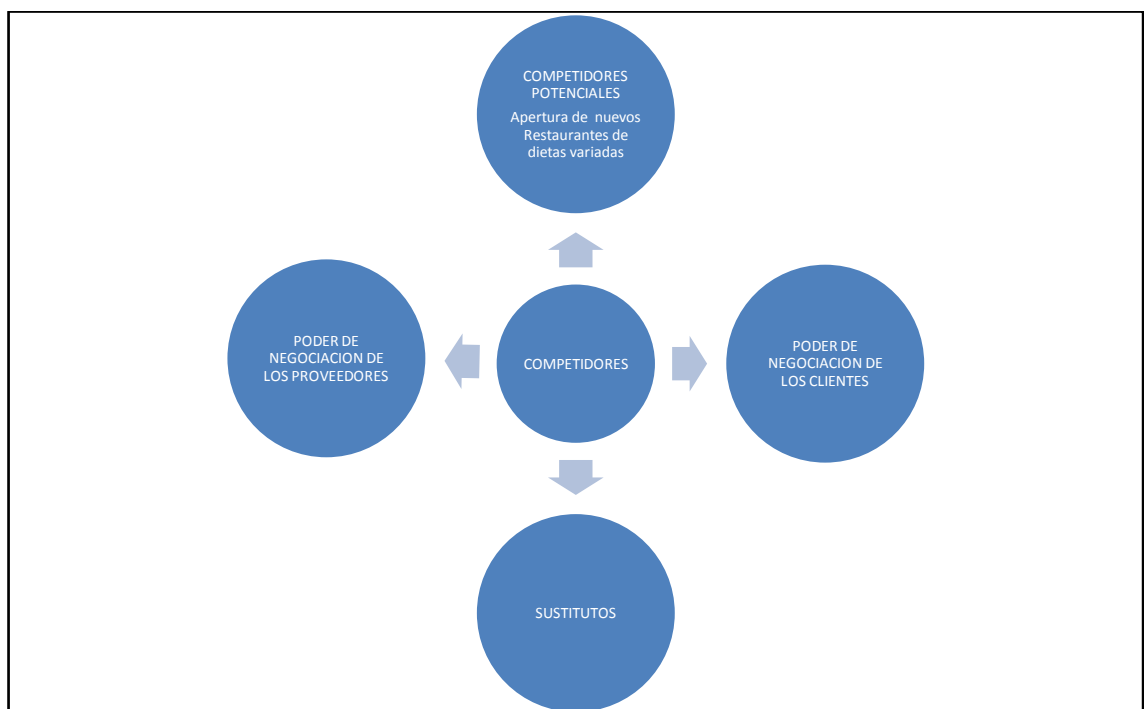 COMPETIDORES
POTENCIALES
Apertura de nuevos
Restaurantes de
dietas variadas
PODER DE
NEGOCIACION DE
LOS PROVEEDORES
COMPETIDORES
PODER DE
NEGOCIACION DE
LOS CLIENTES
SUSTITUTOS